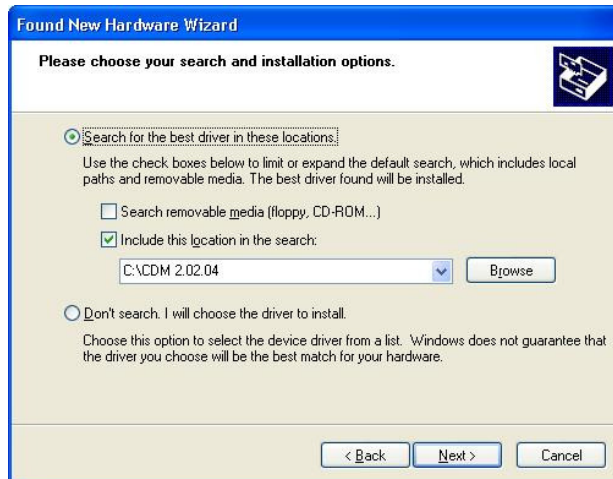 Found New Hardware Wizard
Please choose your search and installation options.
Search for the best driver in these locations.
Use the check boxes below to limit or expand the default search, which includes local
paths and removable media. The best driver found will be installed.
Search removable media (floppy, CD-ROM...)
Include this location in the search:
C:\CDM 2.02.04
Browse
Don't search. I will choose the driver to install.
Choose this option to select the device driver from a list. Windows does not guarantee that
the driver you choose will be the best match for your hardware.
< Back
Next >
Cancel